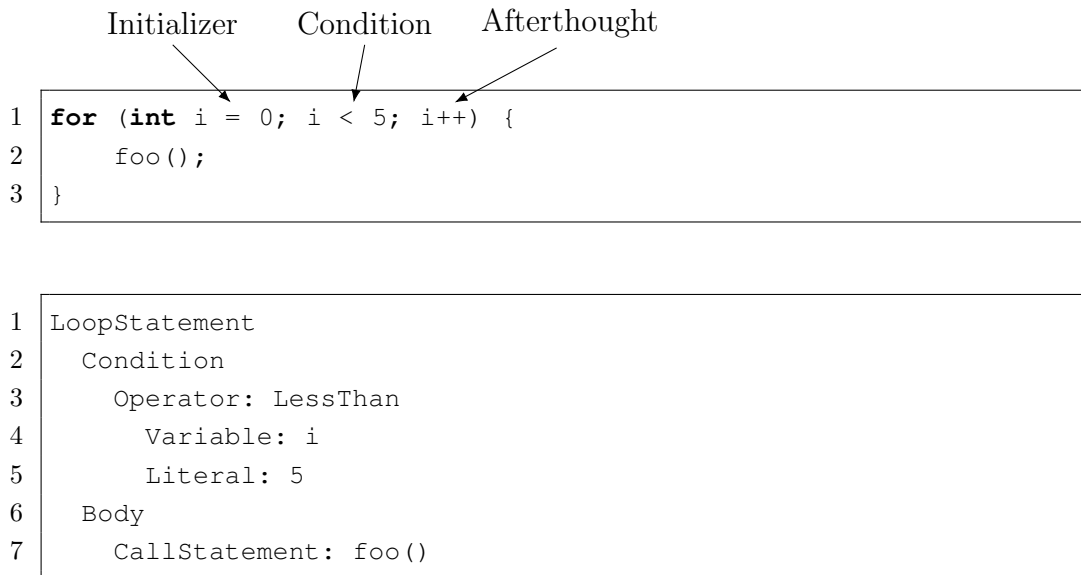 Initializer Condition Afterthought
1 for (int i = 0; i < 5; i++) {
2     foo();
3 }
1 LoopStatement
2   Condition
3     Operator: LessThan
4       Variable: i
5       Literal: 5
6   Body
7     CallStatement: foo()